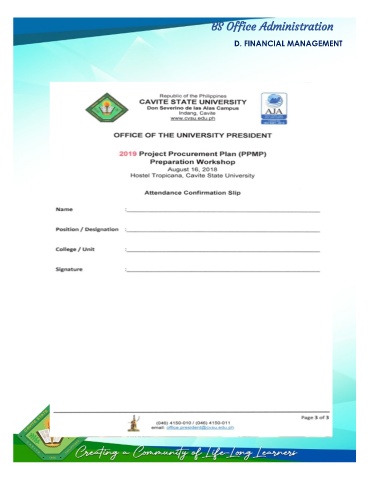 BS Office Administration
D. FINANCIAL MANAGEMENT
Republic of the Philippines
CAVITE STATE UNIVERSITY
Don Severino de las Alas Campus
Indang, Cavite
www.cvsu.edu.ph
AJA
OFFICE OF THE UNIVERSITY PRESIDENT
2019 Project Procurement Plan (PPMP)
Preparation Workshop
August 16, 2018
Hostel Tropicana, Cavite State University
Attendance Confirmation Slip
Name :
Position / Designation :
College / Unit :
Signature :
Page 3 of 3
(046) 4150-010 / (046) 4150-011
email: office.president@cvsu.edu.ph
Creating a Community of Life-Long Learners